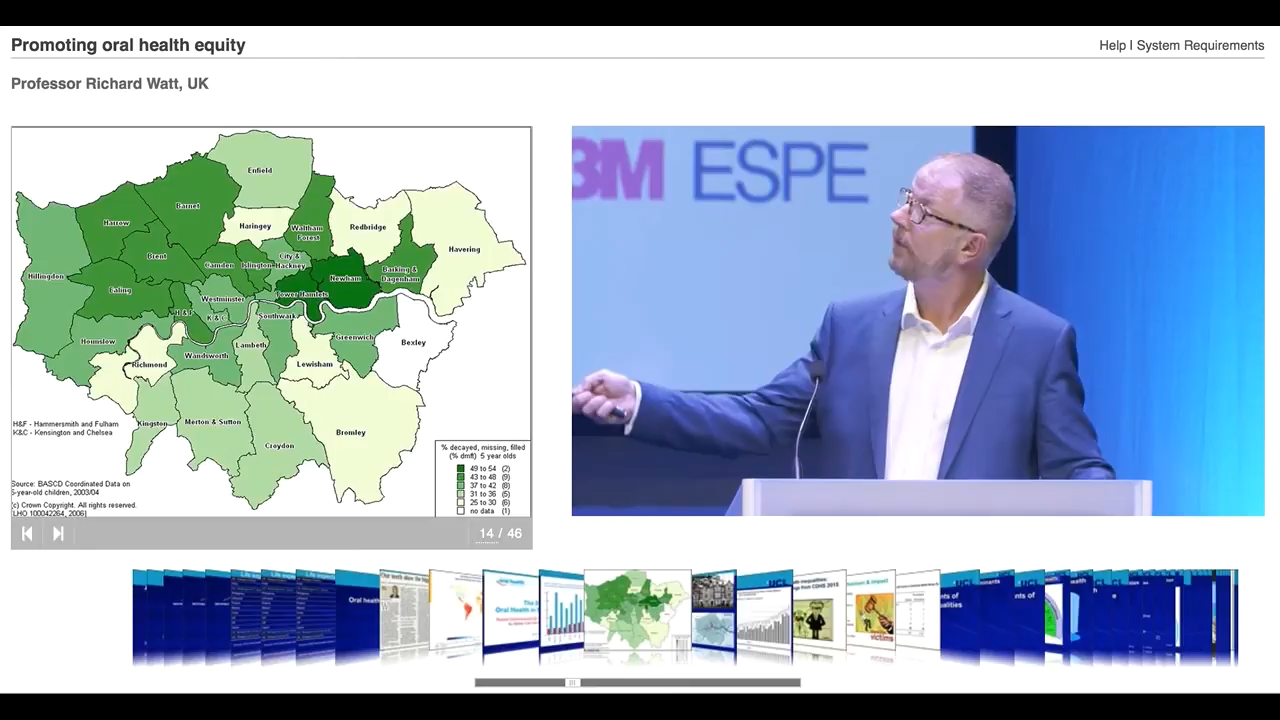 Promoting oral health equity
Help I System Requirements
Professor Richard Watt, UK
Enfield
Barnet
Harrow
Haringey
Waltham
Forest
Redbridge
Havering
Brent
Hillingdon
Camden
Islington
City &
Hackney
Newham
Barking &
Dagenham
Ealing
Tower Hamlets
Westminster
H & F
K & C
Southwark
Hounslow
Greenwich
Bexley
Lambeth
Wandsworth
Richmond
Lewisham
Kingston
Merton & Sutton
Bromley
Croydon
H&F - Hammersmith and Fulham
K&C - Kensington and Chelsea
% decayed, missing, filled
(% dmft) 5 year olds
49 to 54 (2)
43 to 48 (9)
37 to 42 (8)
31 to 36 (5)
25 to 30 (6)
no data (1)
Source: BASCD Coordinated Data on
5-year-old children, 2003/04
(c) Crown Copyright. All rights reserved.
LHO 100042264, 2006]
14 / 46
3M ESPE
UCL
victims